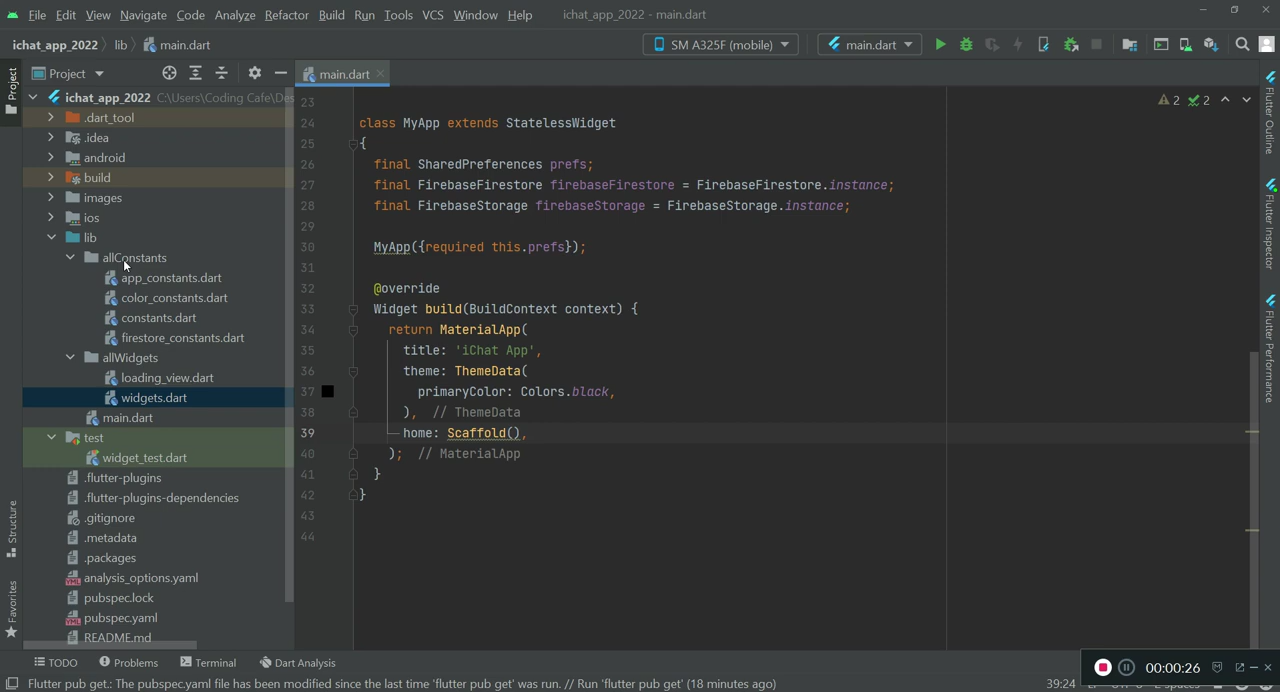 File Edit View Navigate Code Analyze Refactor Build Run Tools VCS Window Help ichat_app_2022 - main.dart
ichat_app_2022 lib main.dart SM A325F (mobile) main.dart
Project main.dart
Project
ichat_app_2022 C:\Users\Coding Cafe\Des
.dart_tool
.idea
android
build
images
ios
lib
allConstants
app_constants.dart
color_constants.dart
constants.dart
firestore_constants.dart
allWidgets
loading_view.dart
widgets.dart
main.dart
test
widget_test.dart
.flutter-plugins
.flutter-plugins-dependencies
.gitignore
.metadata
.packages
analysis_options.yaml
pubspec.lock
pubspec.yaml
README.md
Structure
Favorites
2 2
23
24 class MyApp extends StatelessWidget
25 {
26 final SharedPreferences prefs;
27 final FirebaseFirestore firebaseFirestore = FirebaseFirestore.instance;
28 final FirebaseStorage firebaseStorage = FirebaseStorage.instance;
29
30 MyApp({required this.prefs});
31
32 @override
33 Widget build(BuildContext context) {
34 return MaterialApp(
35 title: 'iChat App',
36 theme: ThemeData(
37 primaryColor: Colors.black,
38 ), // ThemeData
39 home: Scaffold(),
40 ); // MaterialApp
41 }
42 }
43
44
Flutter Outline
Flutter Inspector
Flutter Performance
TODO Problems Terminal Dart Analysis
00:00:26
Flutter pub get.: The pubspec.yaml file has been modified since the last time 'flutter pub get' was run. // Run 'flutter pub get' (18 minutes ago) 39:24